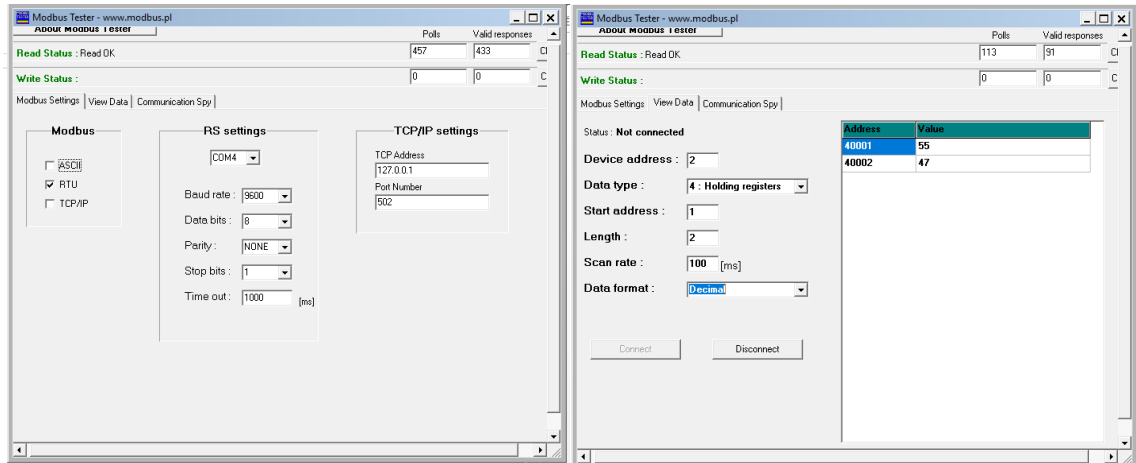 Modbus Tester - www.modbus.pl
About Modbus Tester
Polls Valid responses
Read Status : Read OK 457 433
Write Status : 0 0 C
Modbus Settings View Data Communication Spy
Modbus
ASCII
RTU
TCP/IP
RS settings
COM4
Baud rate : 9600
Data bits : 8
Parity : NONE
Stop bits : 1
Time out : 1000 [ms]
TCP/IP settings
TCP Address
127.0.0.1
Port Number
502
Modbus Tester - www.modbus.pl
About Modbus Tester
Polls Valid responses
Read Status : Read OK 113 91
Write Status : 0 0 C
Modbus Settings View Data Communication Spy
Status : Not connected
Device address : 2
Data type : 4 : Holding registers
Start address : 1
Length : 2
Scan rate : 100 [ms]
Data format : Decimal
Connect Disconnect
Address Value
40001 55
40002 47